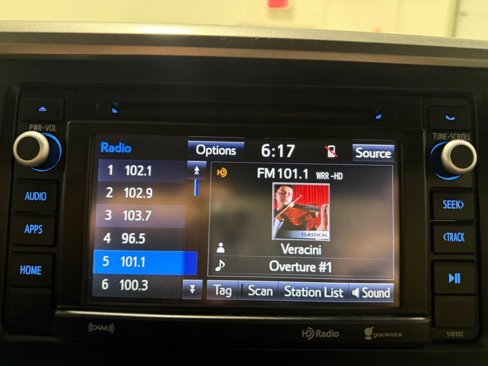 PWR•VOL
TUNE•SCROLL
Radio
Options
6:17
Source
1 102.1
2 102.9
3 103.7
4 96.5
5 101.1
6 100.3
FM 101.1 WRR-HD
CLASSICAL
Veracini
Overture #1
Tag
Scan
Station List
Sound
AUDIO
APPS
HOME
SEEK>
<TRACK
((XM))
HD Radio
gracenote
510102